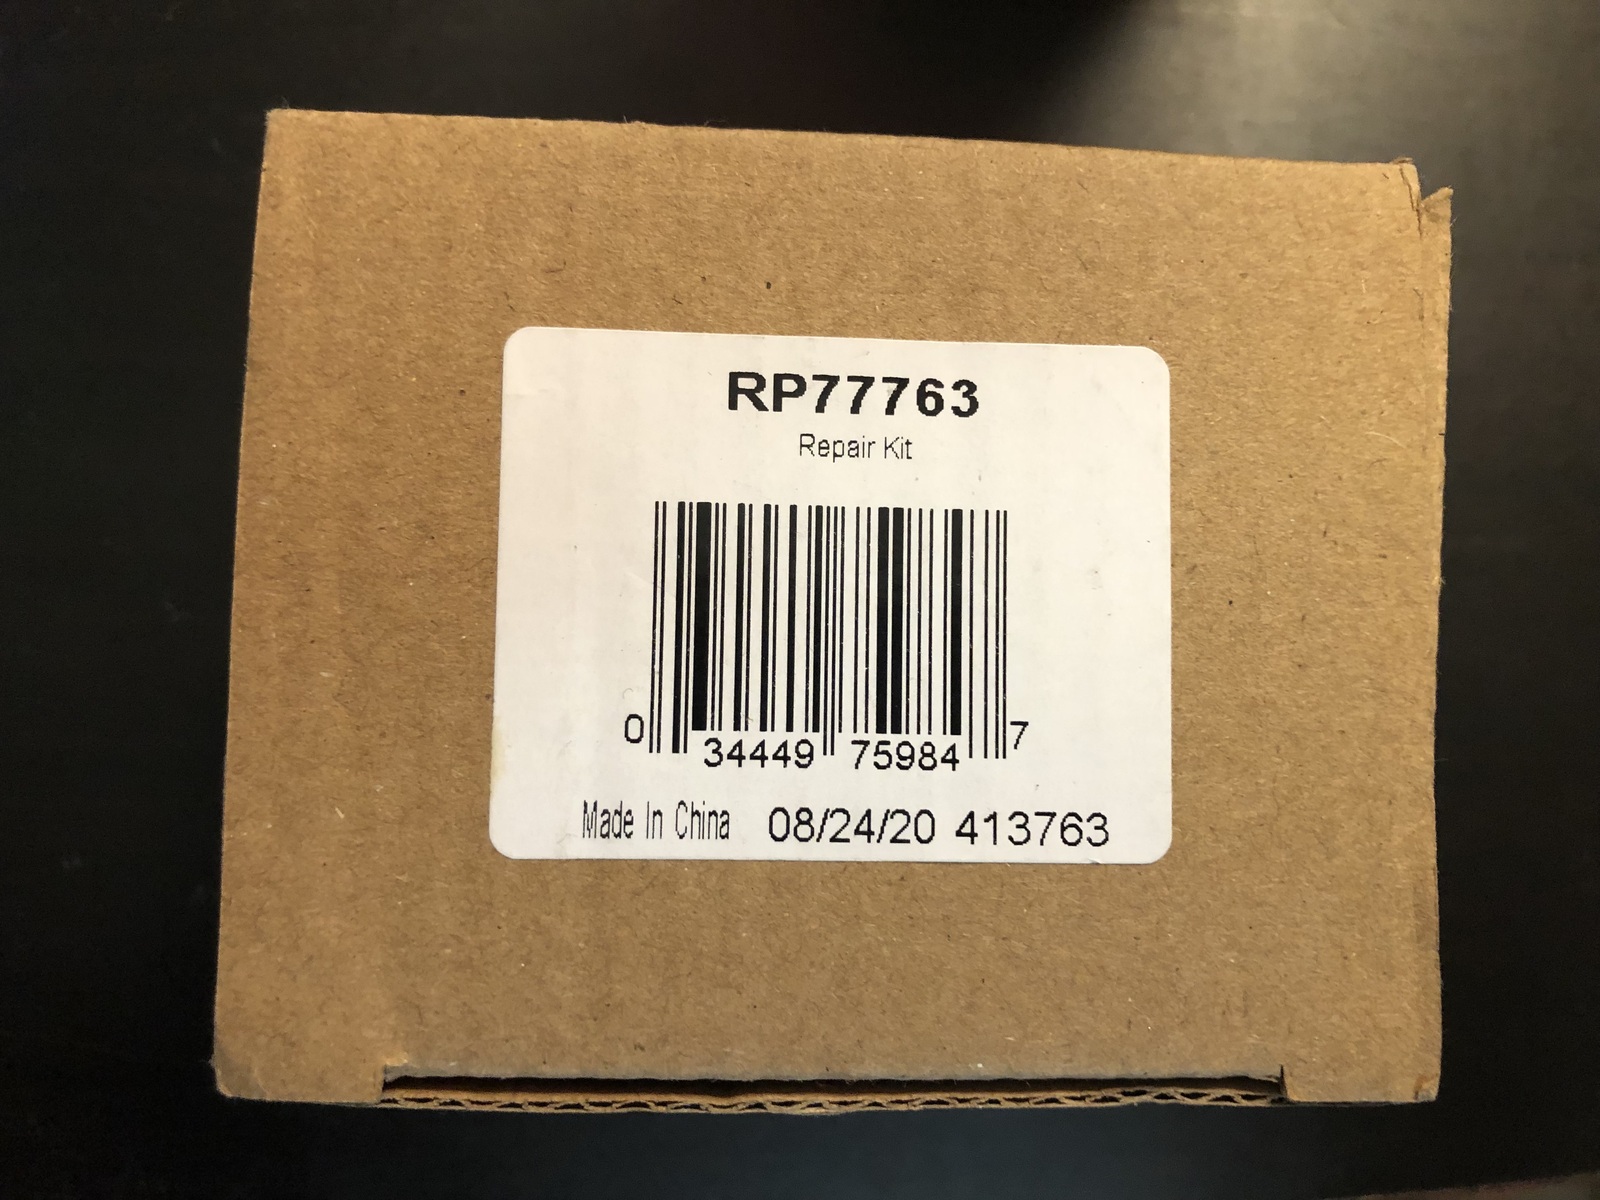 RP77763
Repair Kit
0 34449 75984 7
Made In China 08/24/20 413763